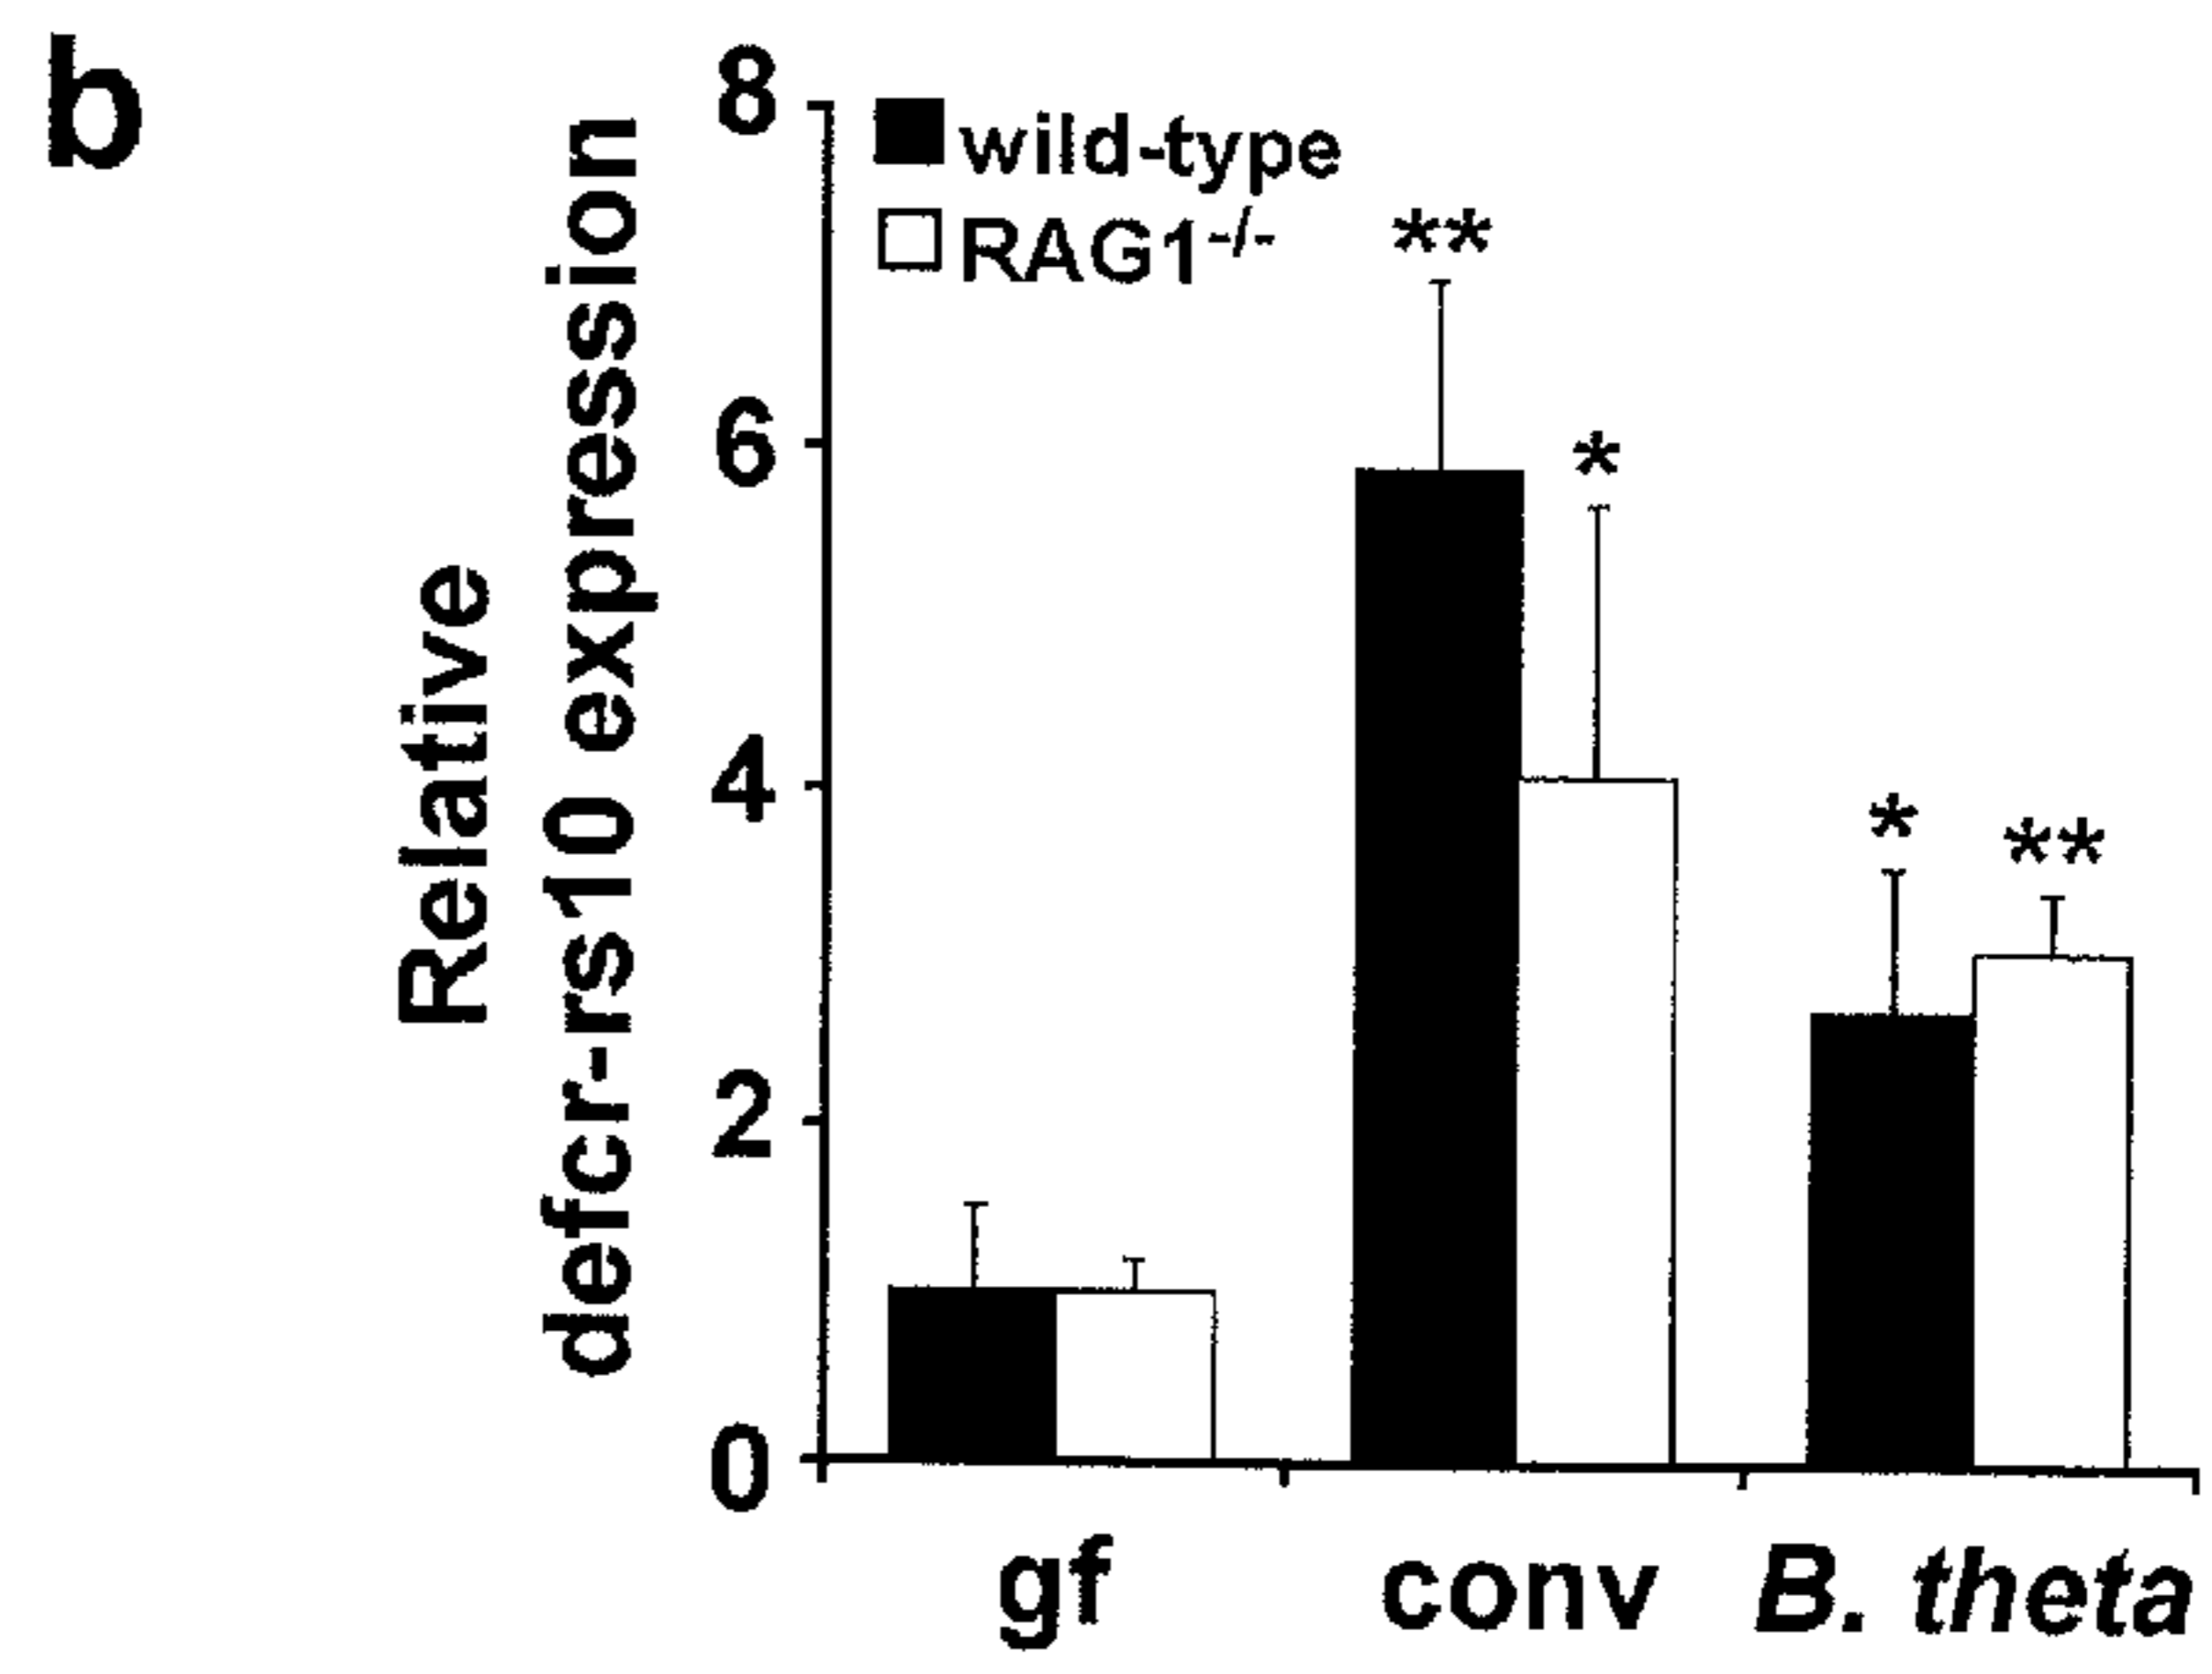 b
Relative
defcr-rs10 expression
8
6
4
2
0
wild-type
RAG1-/-
**
*
*
**
gf conv B. theta